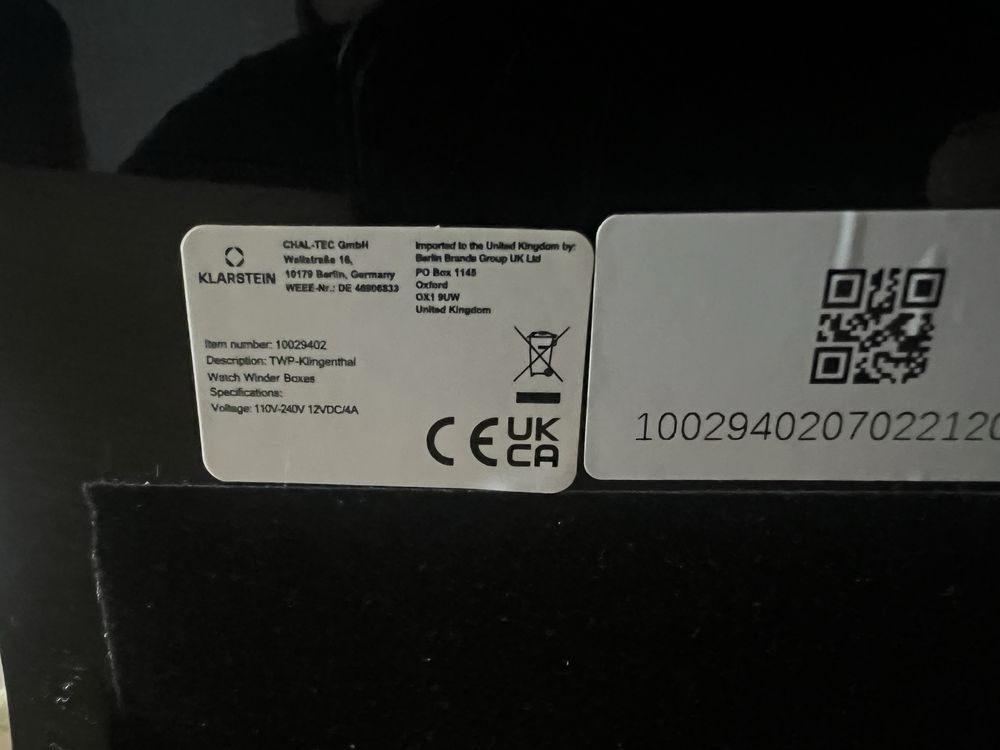 KLARSTEIN
CHAL-TEC GmbH
Wallstraße 16,
10179 Berlin, Germany
WEEE-Nr.: DE 46906833
Imported to the United Kingdom by:
Berlin Brands Group UK Ltd
PO Box 1145
Oxford
OX1 9UW
United Kingdom
Item number: 10029402
Description: TWP-Klingenthal
Watch Winder Boxes
Specifications:
Voltage: 110V-240V 12VDC/4A
CE
UK
CA
1002940207022120